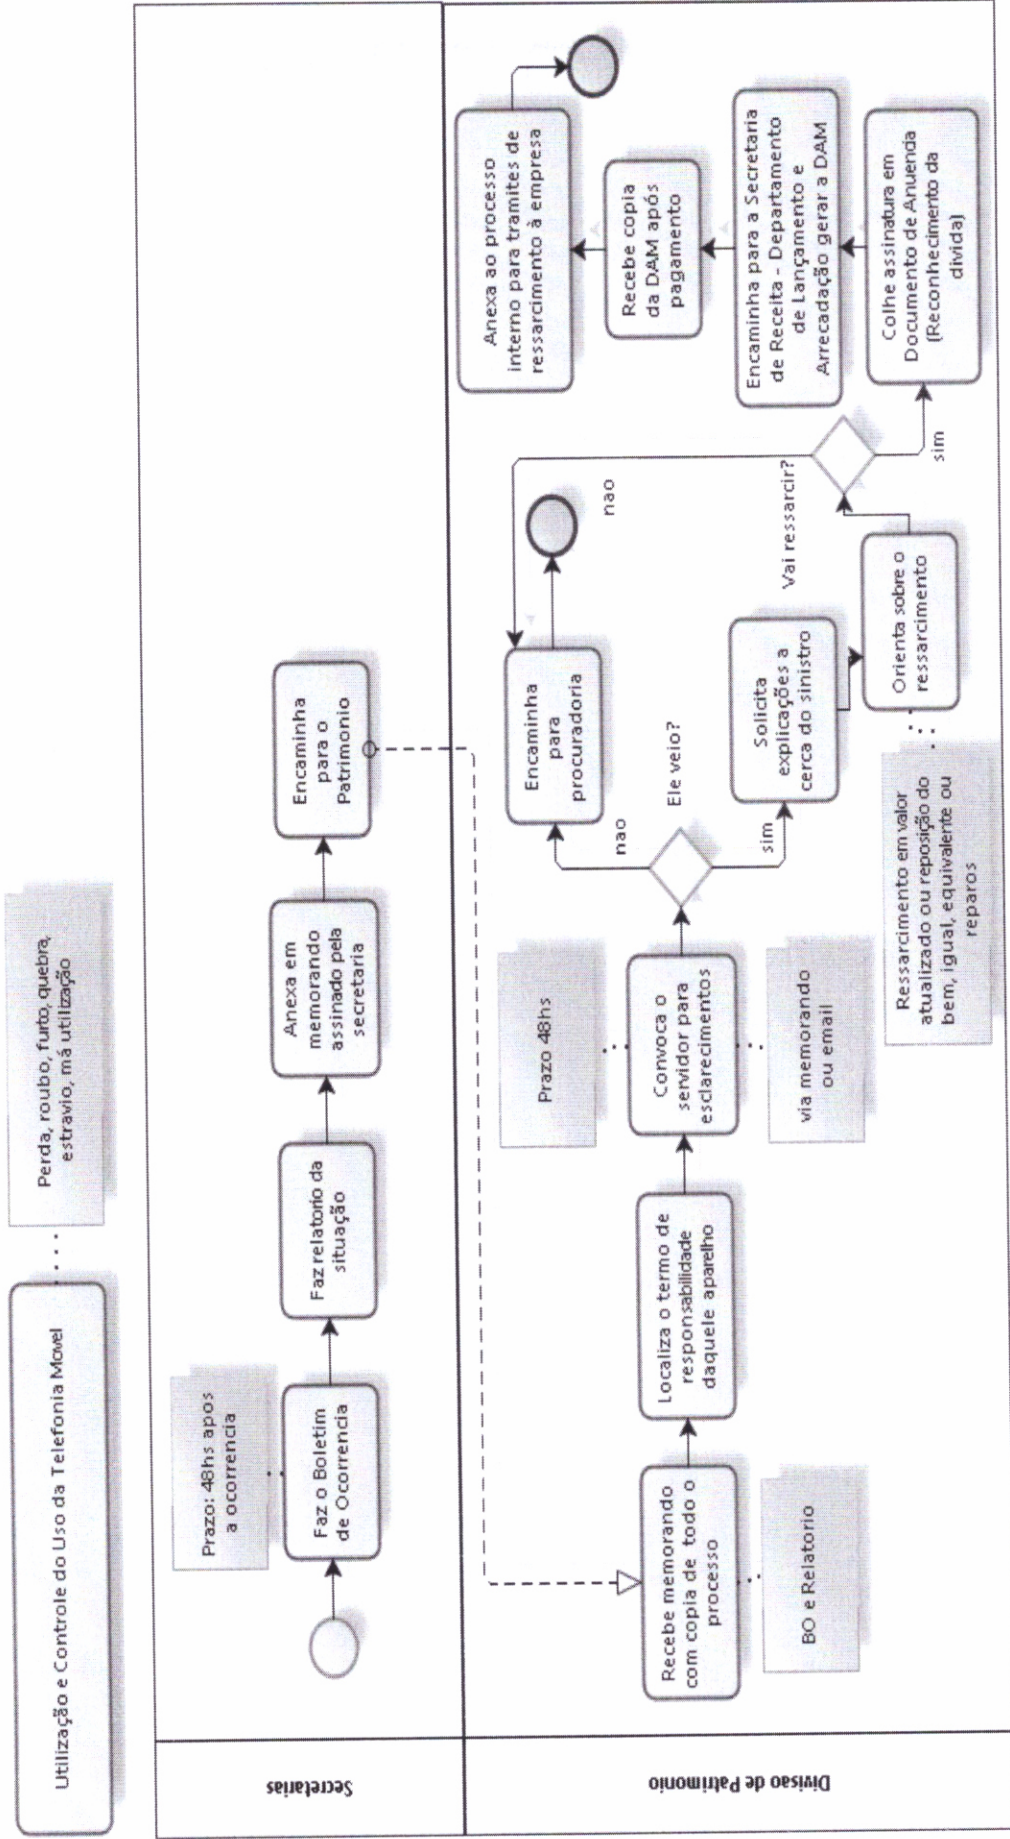 Utilização e Controle do Uso da Telefonia Movel
Perda, roubo, furto, quebra,
estravio, má utilização
Secretarias
Prazo: 48hs apos
a ocorrencia
Faz o Boletim
de Ocorrencia
Faz relatorio da
situação
Anexa em
memorando
assinado pela
secretaria
Encaminha
para o
Patrimonio
Divisao de Patrimonio
Recebe memorando
com copia de todo o
processo
BO e Relatorio
Localiza o termo de
responsabilidade
daquele aparelho
Prazo 48hs
Convoca o
servidor para
esclarecimentos
via memorando
ou email
Ele veio?
nao
sim
Encaminha
para
procuradoria
Solicita
explicações a
cerca do sinistro
Orienta sobre o
ressarcimento
Ressarcimento em valor
atualizado ou reposição do
bem, igual, equivalente ou
reparos
Vai ressarcir?
nao
sim
Colhe assinatura em
Documento de Anuencia
(Reconhecimento da
divida)
Encaminha para a Secretaria
de Receita - Departamento
de Lançamento e
Arrecadação gerar a DAM
Recebe copia
da DAM após
pagamento
Anexa ao processo
interno para tramites de
ressarcimento à empresa